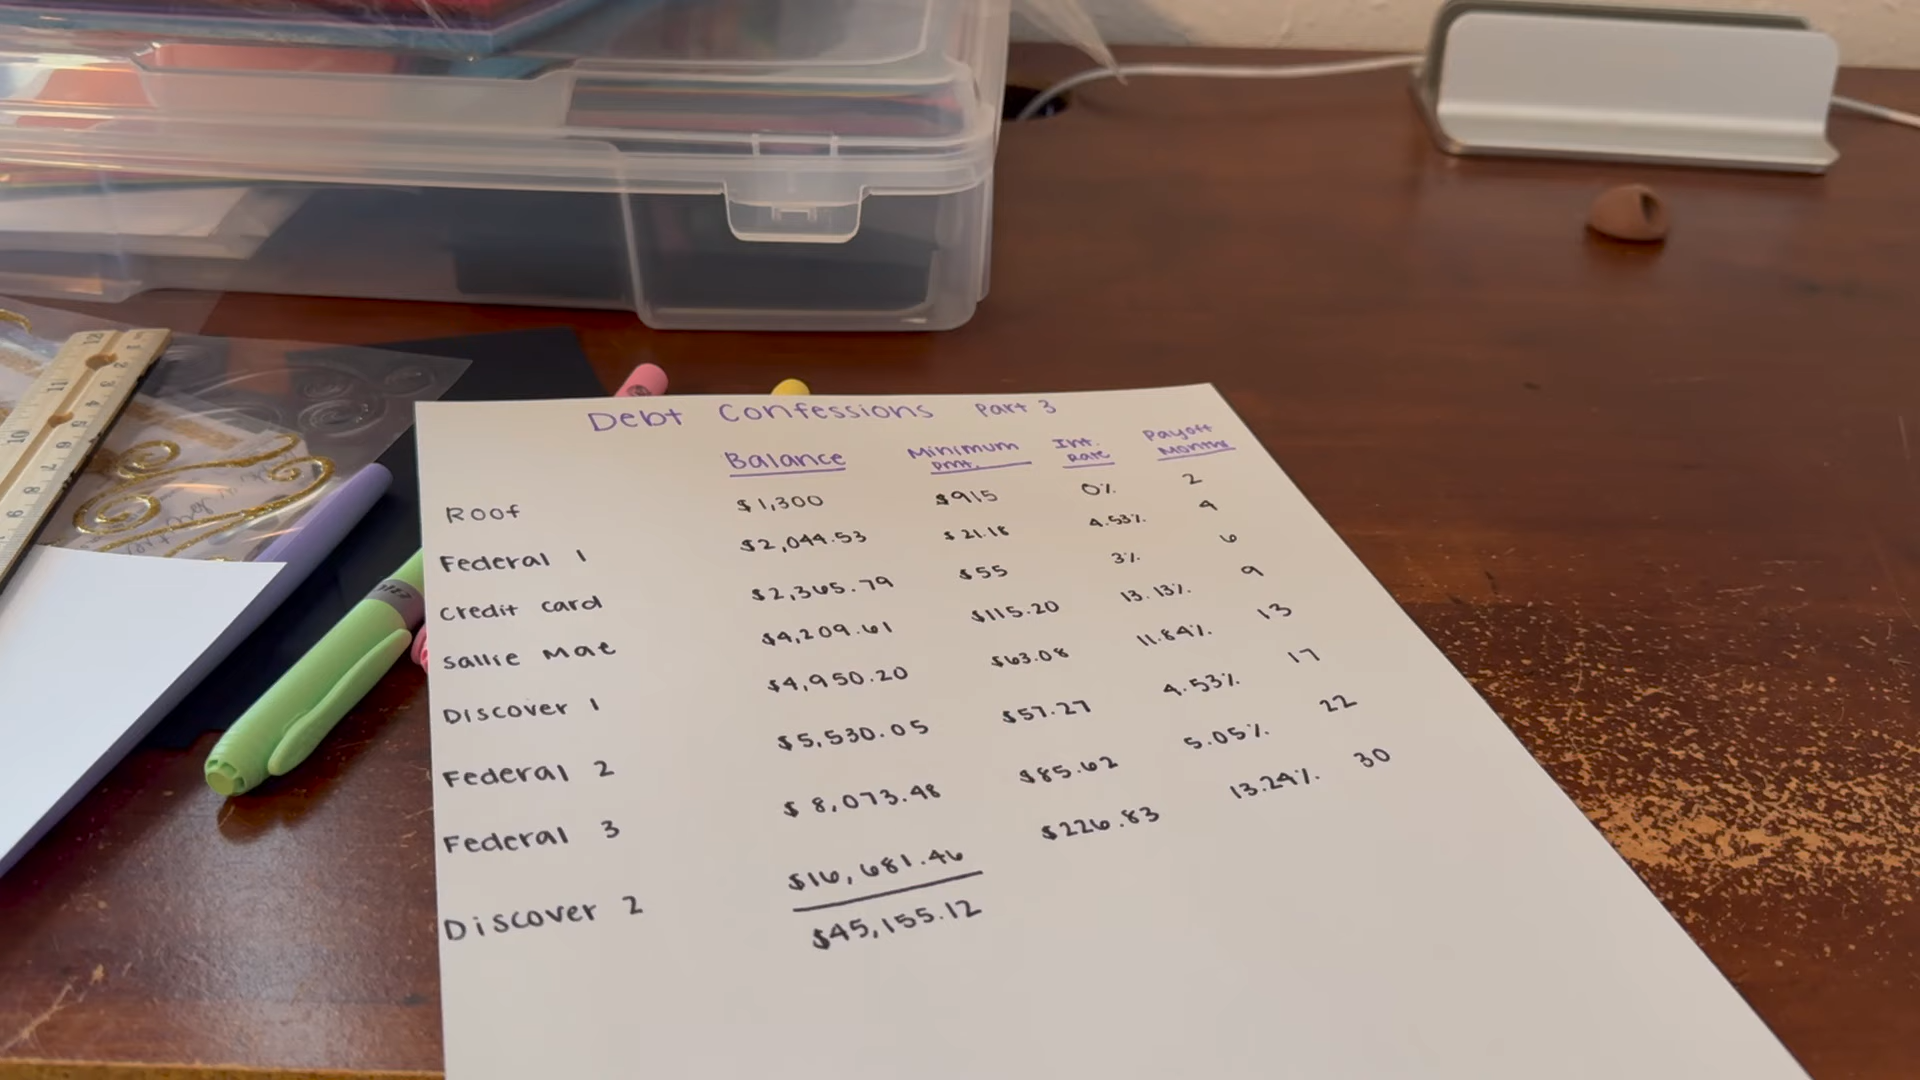 Debt Confessions Part 3
Balance Minimum Pmt. Int. Rate Payoff Months
Roof $1,300 $915 0% 2
Federal 1 $2,044.53 $21.18 4.53% 4
Credit Card $2,365.79 $55 3% 6
Sallie Mae $4,209.61 $115.20 13.13% 9
Discover 1 $4,950.20 $63.08 11.84% 13
Federal 2 $5,530.05 $57.27 4.53% 17
Federal 3 $8,073.48 $85.62 5.05% 22
Discover 2 $16,681.46 $226.83 13.24% 30
$45,155.12